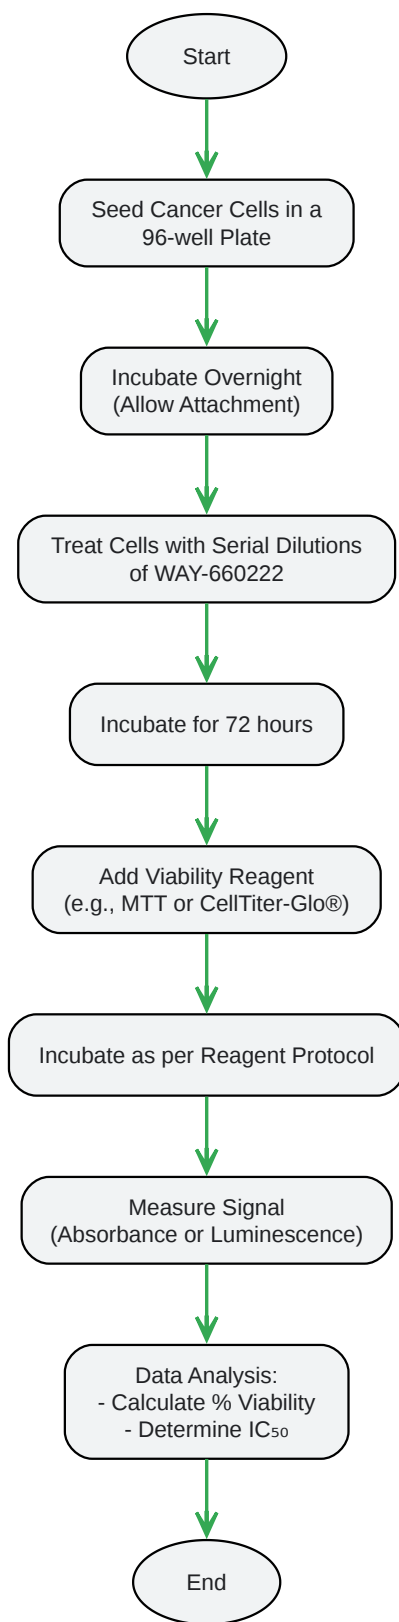 Start
Seed Cancer Cells in a
96-well Plate
Incubate Overnight
(Allow Attachment)
Treat Cells with Serial Dilutions
of WAY-660222
Incubate for 72 hours
Add Viability Reagent
(e.g., MTT or CellTiter-Glo®)
Incubate as per Reagent Protocol
Measure Signal
(Absorbance or Luminescence)
Data Analysis:
- Calculate % Viability
- Determine IC₅₀
End